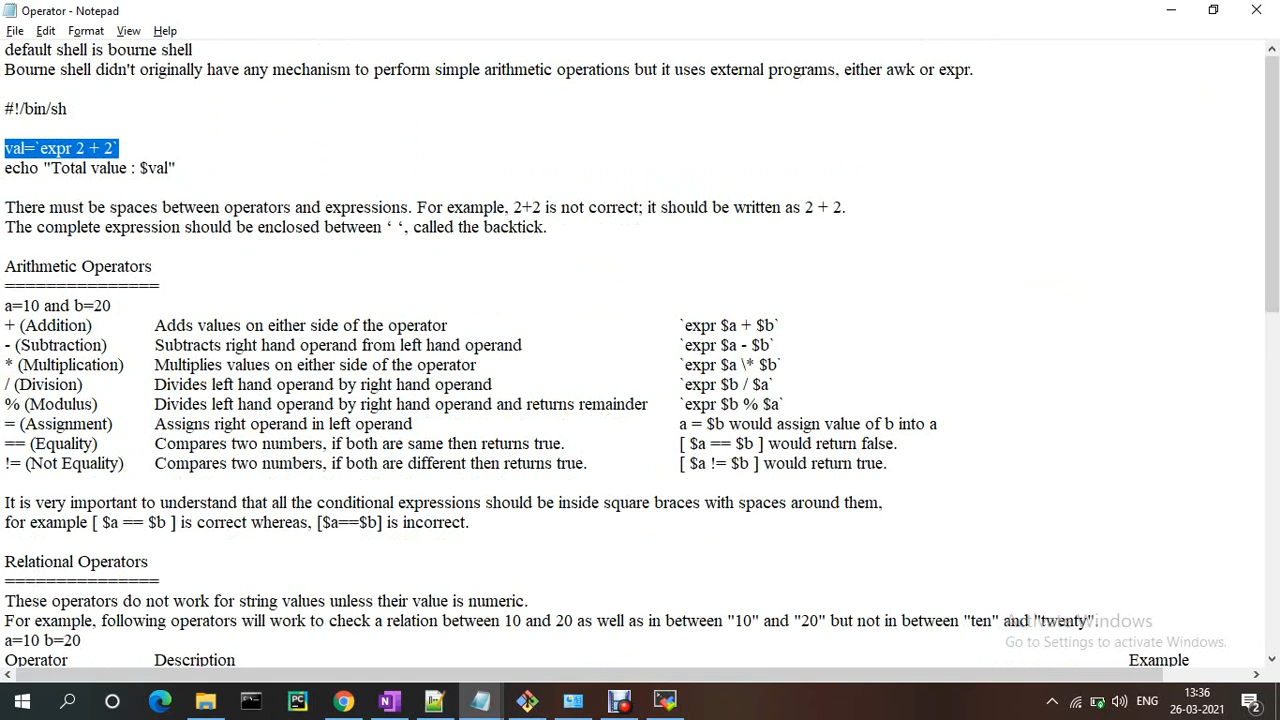 Operator - Notepad
File Edit Format View Help
default shell is bourne shell
Bourne shell didn't originally have any mechanism to perform simple arithmetic operations but it uses external programs, either awk or expr.
#!/bin/sh
val=`expr 2 + 2`
echo "Total value : $val"
There must be spaces between operators and expressions. For example, 2+2 is not correct; it should be written as 2 + 2.
The complete expression should be enclosed between ‘ ‘, called the backtick.
Arithmetic Operators
===============
a=10 and b=20
+ (Addition) Adds values on either side of the operator `expr $a + $b`
- (Subtraction) Subtracts right hand operand from left hand operand `expr $a - $b`
* (Multiplication) Multiplies values on either side of the operator `expr $a \* $b`
/ (Division) Divides left hand operand by right hand operand `expr $b / $a`
% (Modulus) Divides left hand operand by right hand operand and returns remainder `expr $b % $a`
= (Assignment) Assigns right operand in left operand a = $b would assign value of b into a
== (Equality) Compares two numbers, if both are same then returns true. [ $a == $b ] would return false.
!= (Not Equality) Compares two numbers, if both are different then returns true. [ $a != $b ] would return true.
It is very important to understand that all the conditional expressions should be inside square braces with spaces around them,
for example [ $a == $b ] is correct whereas, [$a==$b] is incorrect.
Relational Operators
===============
These operators do not work for string values unless their value is numeric.
For example, following operators will work to check a relation between 10 and 20 as well as in between "10" and "20" but not in between "ten" and "twenty".
Activate Windows
a=10 b=20
Go to Settings to activate Windows.
Operator Description Example
PC
N
ENG
13:36
26-03-2021
2